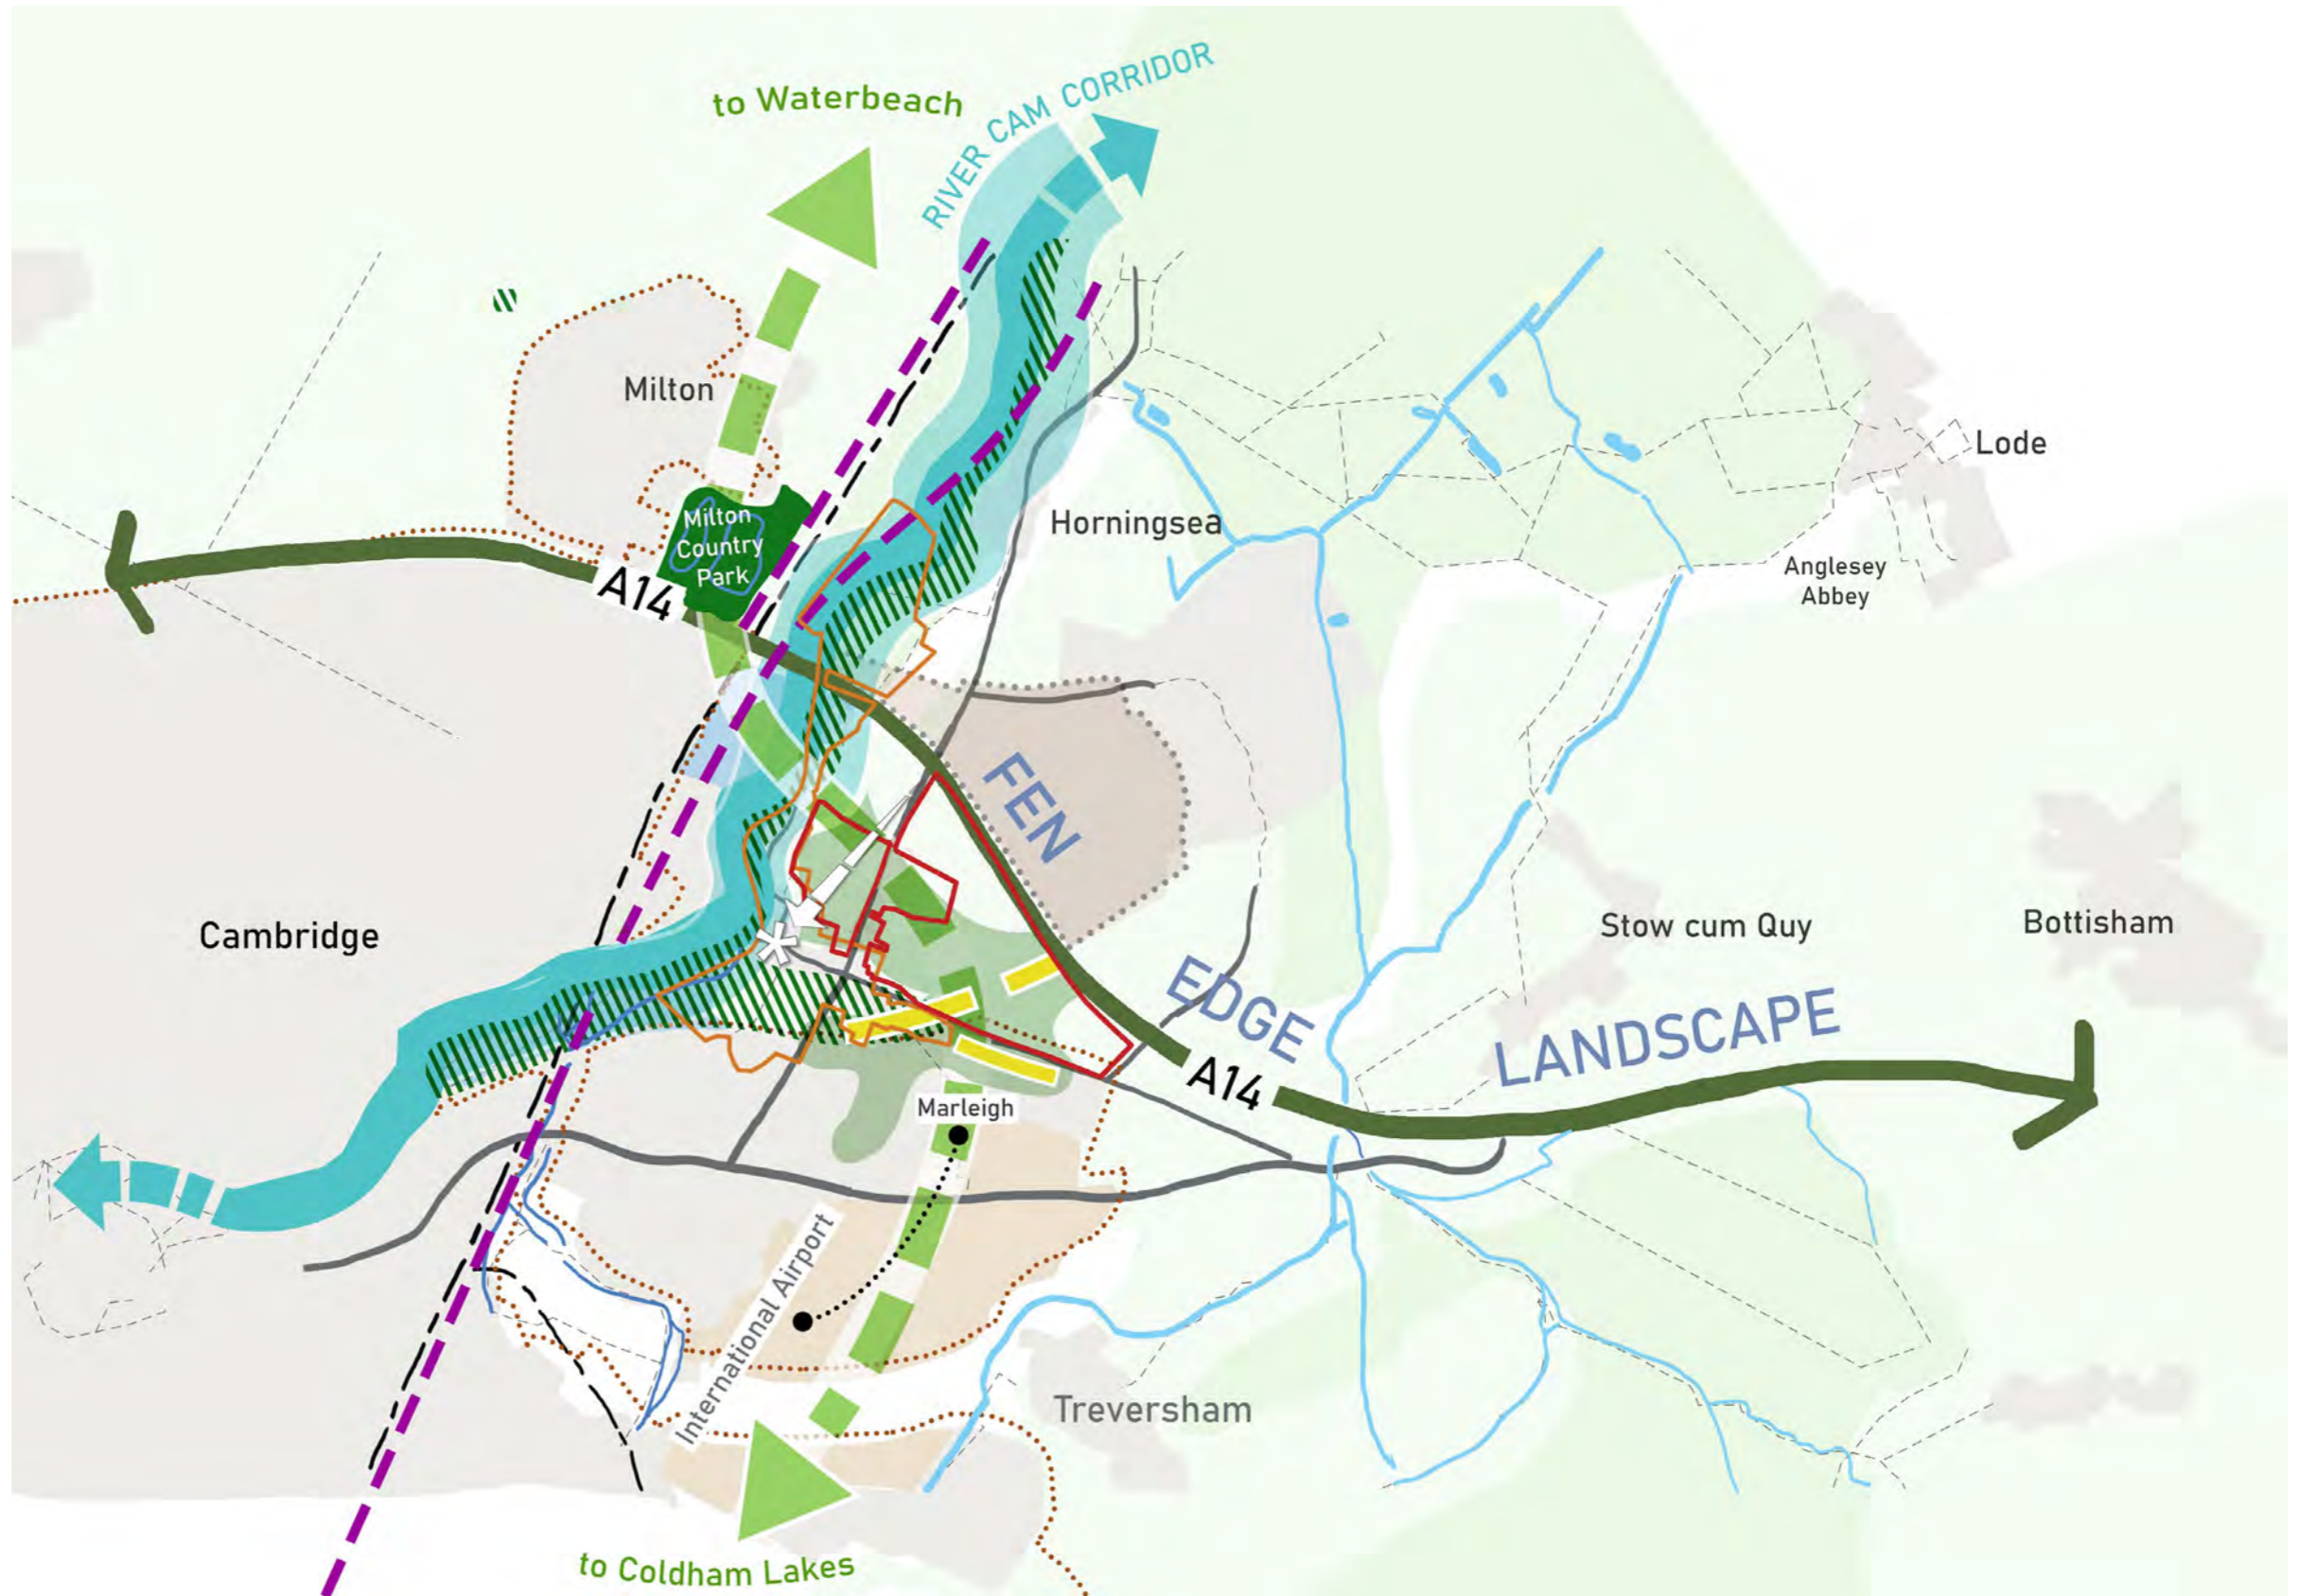 to Waterbeach
RIVER CAM CORRIDOR
Milton
Lode
Milton
Country
Park
Horningsea
A14
Anglesey
Abbey
FEN
Cambridge
Stow cum Quy
Bottisham
EDGE
LANDSCAPE
A14
Marleigh
International Airport
Treversham
to Coldham Lakes